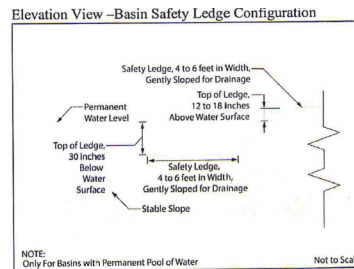 Elevation View –Basin Safety Ledge Configuration
Safety Ledge, 4 to 6 feet in Width,
Gently Sloped for Drainage
Top of Ledge,
12 to 18 Inches
Above Water Surface
Permanent
Water Level
Top of Ledge,
30 Inches
Below
Water
Surface
Safety Ledge,
4 to 6 feet in Width,
Gently Sloped for Drainage
Stable Slope
NOTE:
Only For Basins with Permanent Pool of Water
Not to Scal